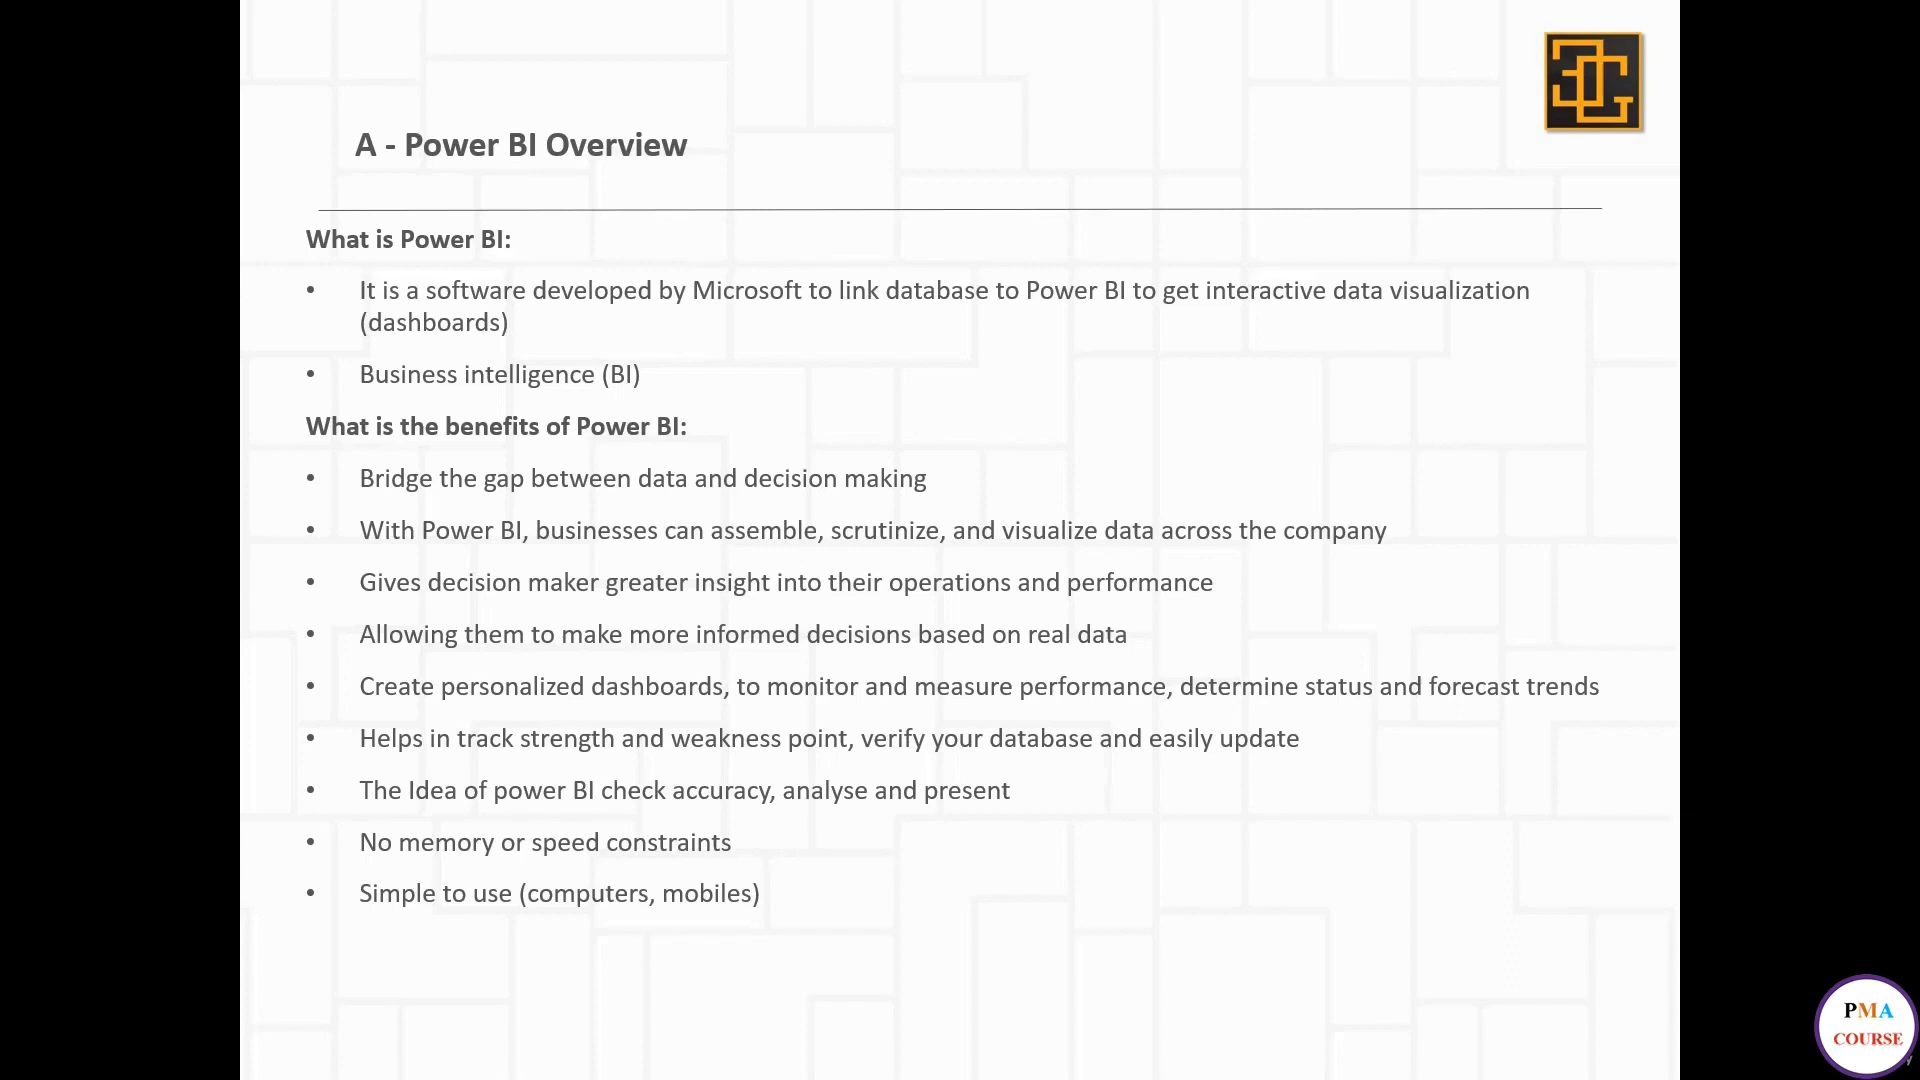 A - Power BI Overview
What is Power BI:
• It is a software developed by Microsoft to link database to Power BI to get interactive data visualization
(dashboards)
• Business intelligence (BI)
What is the benefits of Power BI:
• Bridge the gap between data and decision making
• With Power BI, businesses can assemble, scrutinize, and visualize data across the company
• Gives decision maker greater insight into their operations and performance
• Allowing them to make more informed decisions based on real data
• Create personalized dashboards, to monitor and measure performance, determine status and forecast trends
• Helps in track strength and weakness point, verify your database and easily update
• The Idea of power BI check accuracy, analyse and present
• No memory or speed constraints
• Simple to use (computers, mobiles)
PMA
COURSE